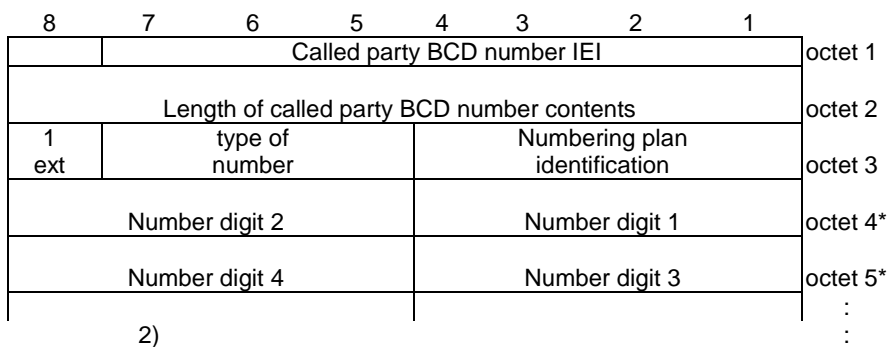 8 7 6 5 4 3 2 1
Called party BCD number IEI octet 1
Length of called party BCD number contents octet 2
1 type of Numbering plan
ext number identification octet 3
Number digit 2 Number digit 1 octet 4*
Number digit 4 Number digit 3 octet 5*
:
2) :